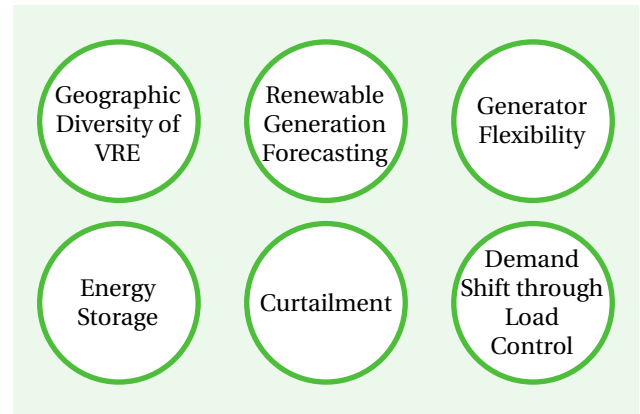 Geographic
Diversity of
VRE
Renewable
Generation
Forecasting
Generator
Flexibility
Energy
Storage
Curtailment
Demand
Shift through
Load
Control